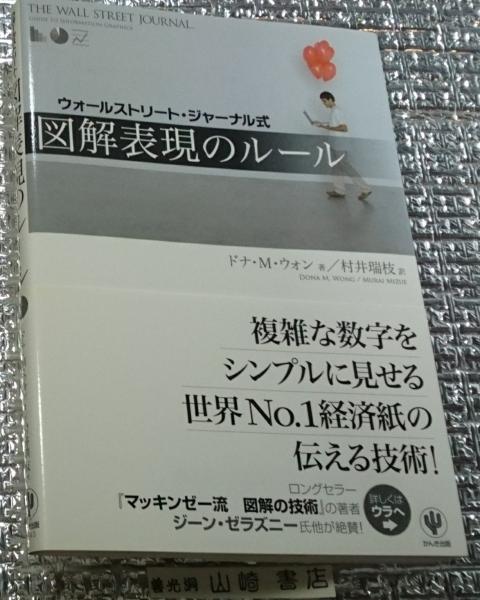 THE WALL STREET JOURNAL.
GUIDE TO INFORMATION GRAPHICS
ウォールストリート・ジャーナル式
図解表現のルール
ドナ・M・ウォン 著／村井瑞枝 訳
DONA M. WONG / MURAI MIZUE
複雑な数字を
シンプルに見せる
世界No.1経済紙の
伝える技術!
ロングセラー
『マッキンゼー流 図解の技術』の著者
ジーン・ゼラズニー氏他が絶賛!
詳しくは
ウラへ
かんき出版
善光洞 山崎書店